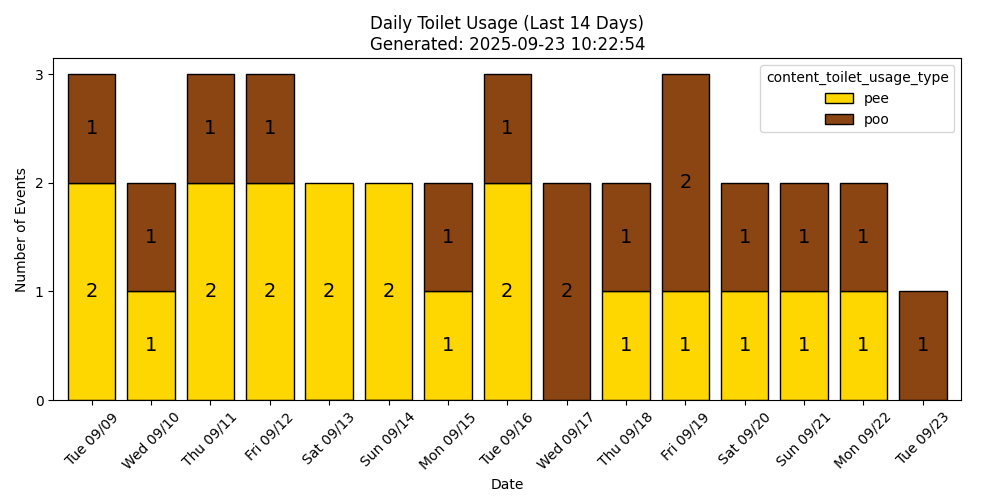 Daily Toilet Usage (Last 14 Days)
Generated: 2025-09-23 10:22:54
content_toilet_usage_type
pee
poo
Number of Events
3
2
1
0
1
1
1
1
1
2
1
1
1
1
2
2
1
2
2
2
2
1
2
1
1
1
1
1
1
Tue 09/09
Wed 09/10
Thu 09/11
Fri 09/12
Sat 09/13
Sun 09/14
Mon 09/15
Tue 09/16
Wed 09/17
Thu 09/18
Fri 09/19
Sat 09/20
Sun 09/21
Mon 09/22
Tue 09/23
Date